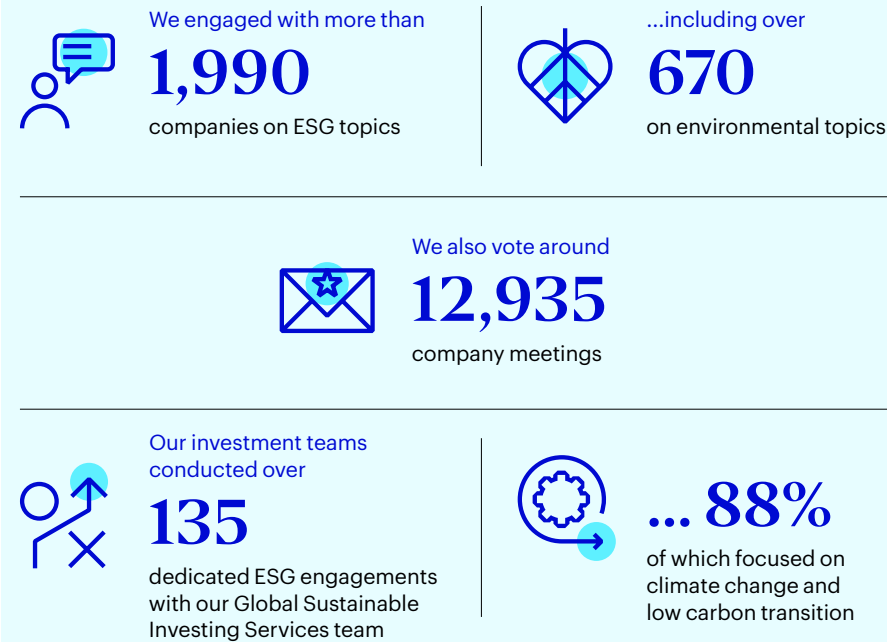 We engaged with more than
1,990
companies on ESG topics
...including over
670
on environmental topics
We also vote around
12,935
company meetings
Our investment teams
conducted over
135
dedicated ESG engagements
with our Global Sustainable
Investing Services team
... 88%
of which focused on
climate change and
low carbon transition